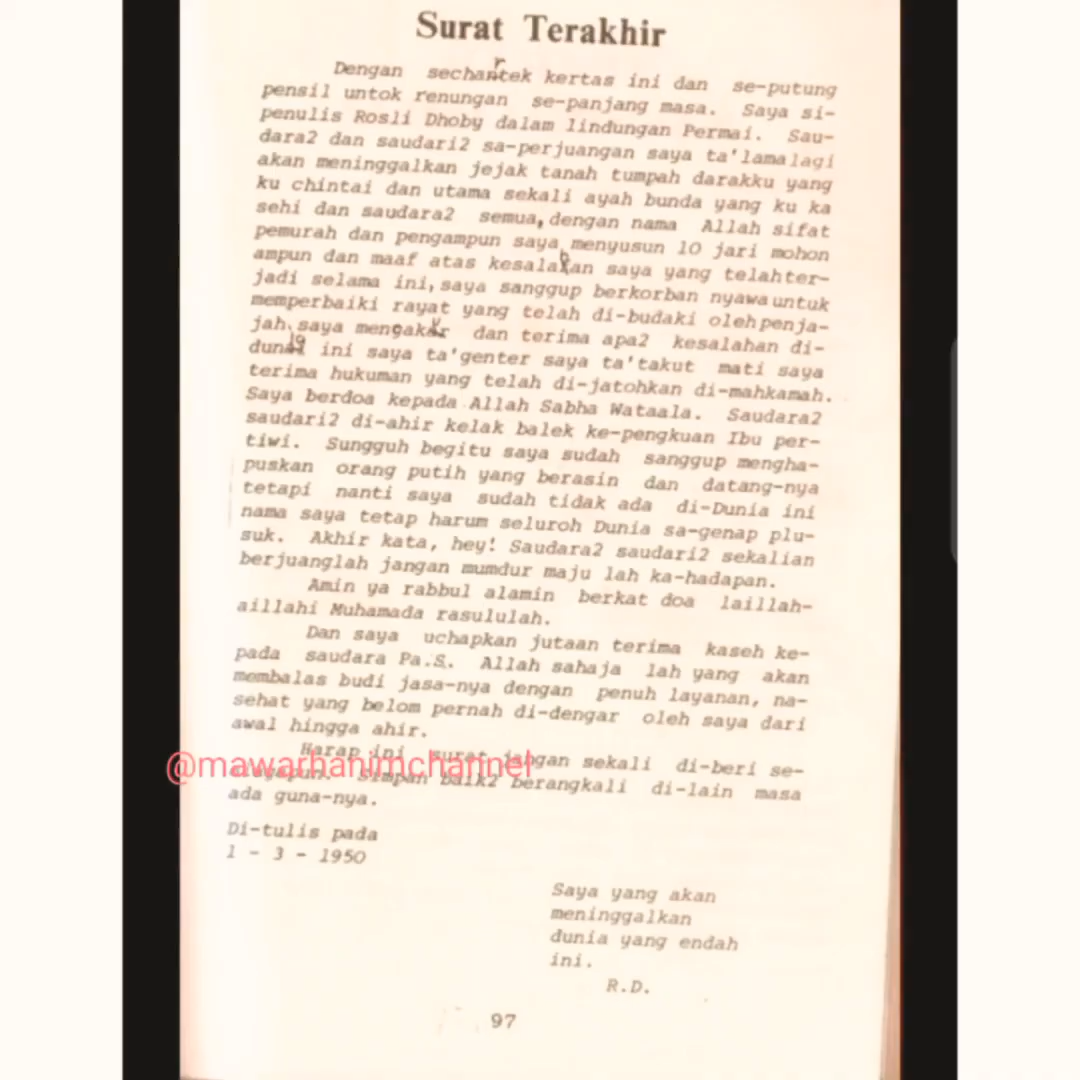 Surat Terakhir
Dengan sechartek kertas ini dan se-putung
pensil untok renungan se-panjang masa. Saya si-
penulis Rosli Dhoby dalam lindungan Permai. Sau-
dara2 dan saudari2 sa-perjuangan saya ta'lama lagi
akan meninggalkan jejak tanah tumpah darakku yang
ku chintai dan utama sekali ayah bunda yang ku ka
sehi dan saudara2 semua, dengan nama Allah sifat
pemurah dan pengampun saya menyusun 10 jari mohon
ampun dan maaf atas kesalahan saya yang telah ter-
jadi selama ini, saya sanggup berkorban nyawa untuk
memperbaiki rayat yang telah di-budaki oleh penja-
jah, saya mengaku dan terima apa2 kesalahan di-
dunia ini saya ta'genter saya ta'takut mati saya
terima hukuman yang telah di-jatohkan di-mahkamah.
Saya berdoa kepada Allah Sabha Wataala. Saudara2
saudari2 di-ahir kelak balek ke-pengkuan Ibu per-
tiwi. Sungguh begitu saya sudah sanggup mengha-
puskan orang putih yang berasin dan datang-nya
tetapi nanti saya sudah tidak ada di-Dunia ini
nama saya tetap harum seluroh Dunia sa-genap plu-
suk. Akhir kata, hey! Saudara2 saudari2 sekalian
berjuanglah jangan mumdur maju lah ka-hadapan.
Amin ya rabbul alamin berkat doa laillah-
aillahi Muhamada rasululah.
Dan saya uchapkan jutaan terima kaseh ke-
pada saudara Pa.S. Allah sahaja lah yang akan
membalas budi jasa-nya dengan penuh layanan, na-
sehat yang belom pernah di-dengar oleh saya dari
awal hingga ahir.
Harap ini surat jangan sekali di-beri se-
@mawarhanimchannel
simpan baik2 berangkali di-lain masa
ada guna-nya.
Di-tulis pada
1 - 3 - 1950
Saya yang akan
meninggalkan
dunia yang endah
ini.
R.D.
97